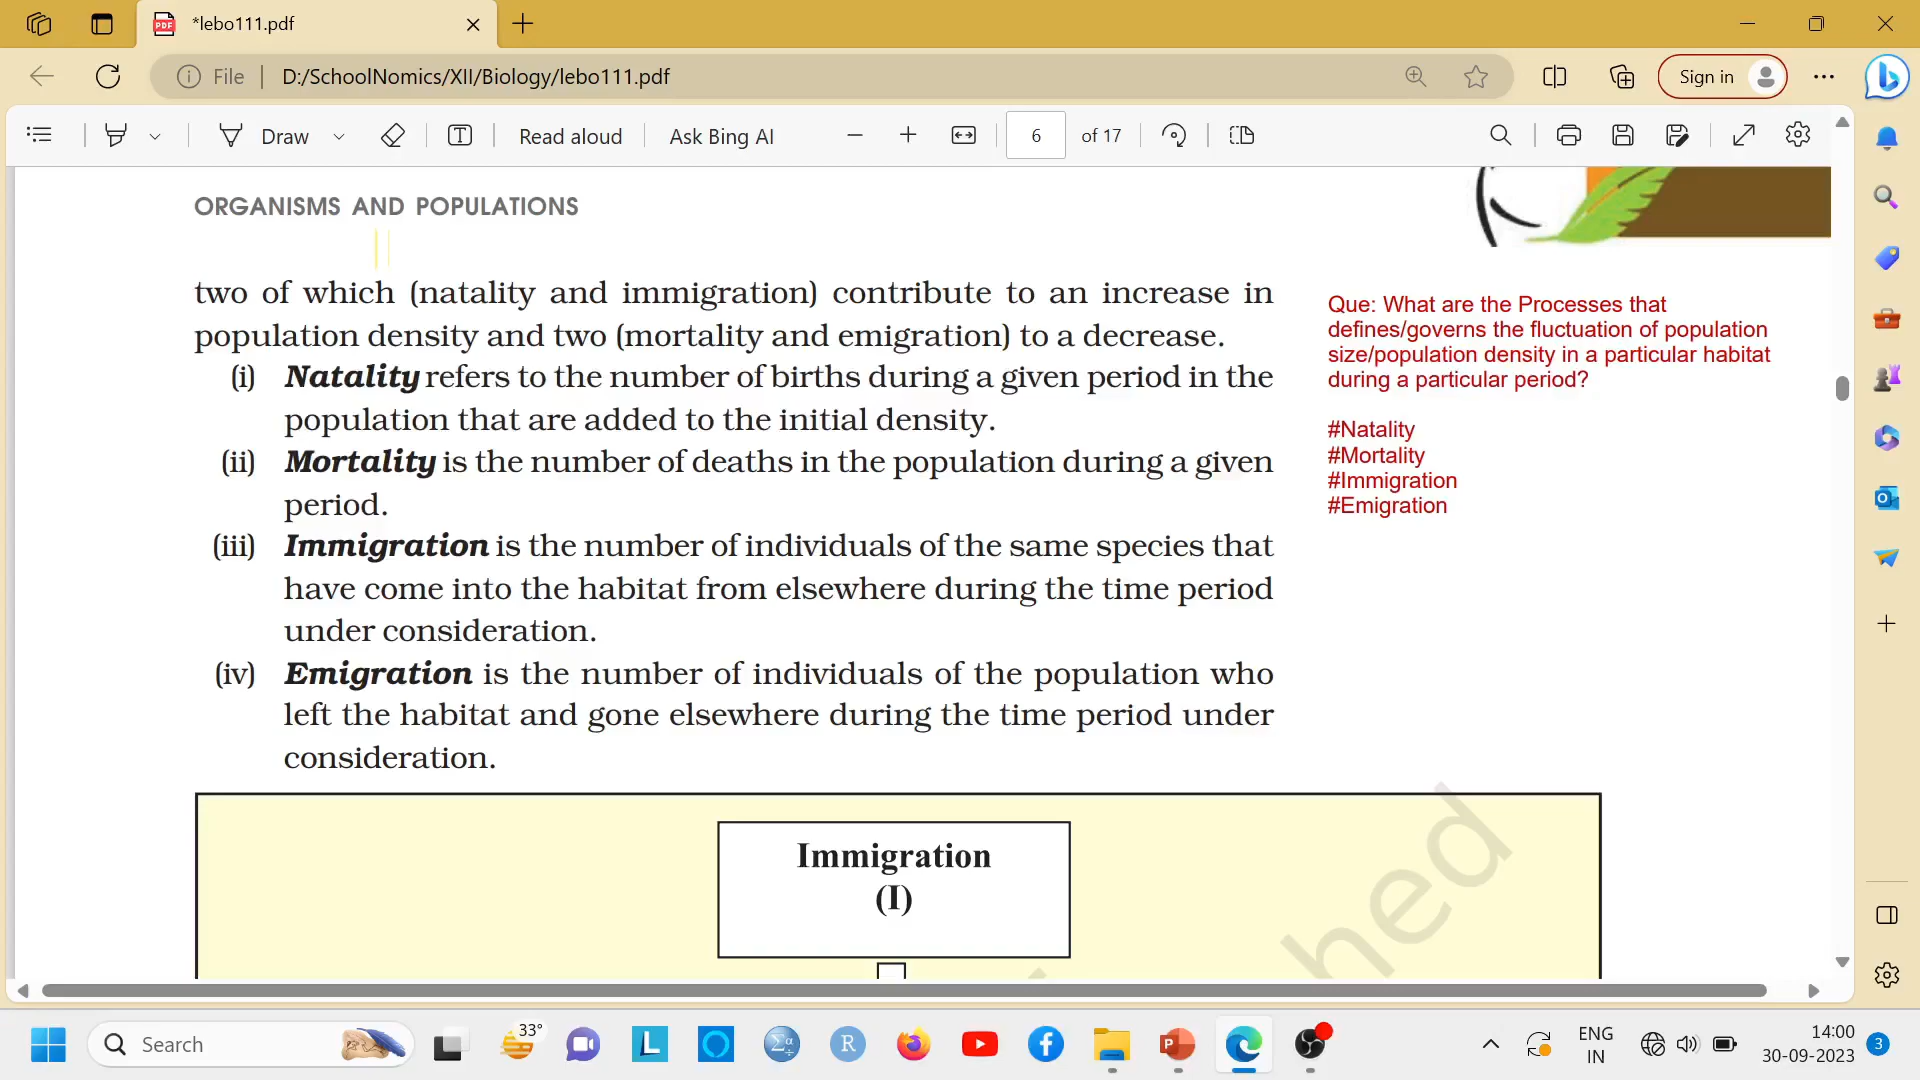 *lebo111.pdf
File
D:/SchoolNomics/XII/Biology/lebo111.pdf
Sign in
Draw
Read aloud
Ask Bing AI
6 of 17
ORGANISMS AND POPULATIONS
two of which (natality and immigration) contribute to an increase in
population density and two (mortality and emigration) to a decrease.
(i) Natality refers to the number of births during a given period in the
population that are added to the initial density.
(ii) Mortality is the number of deaths in the population during a given
period.
(iii) Immigration is the number of individuals of the same species that
have come into the habitat from elsewhere during the time period
under consideration.
(iv) Emigration is the number of individuals of the population who
left the habitat and gone elsewhere during the time period under
consideration.
Que: What are the Processes that
defines/governs the fluctuation of population
size/population density in a particular habitat
during a particular period?
#Natality
#Mortality
#Immigration
#Emigration
Immigration
(I)
hed
Search
33°
ENG
IN
14:00
30-09-2023
3